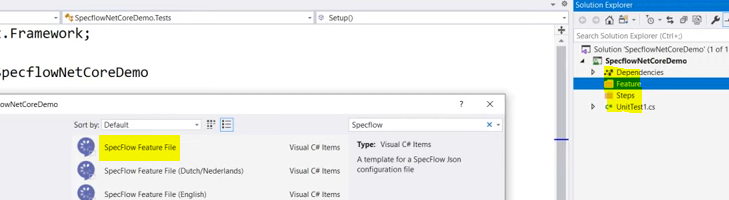 SpecflowNetCoreDemo.Tests
Setup()
t.Framework;
SpecflowNetCoreDemo
lowNetCoreDemo
? ✕
Sort by: Default
Specflow
SpecFlow Feature File Visual C# Items
SpecFlow Feature File (Dutch/Nederlands) Visual C# Items
SpecFlow Feature File (English) Visual C# Items
Type: Visual C# Items
A template for a SpecFlow Json
configuration file
Solution Explorer
Search Solution Explorer (Ctrl+;)
Solution 'SpecflowNetCoreDemo' (1 of 1
SpecflowNetCoreDemo
Dependencies
Feature
Steps
C# UnitTest1.cs